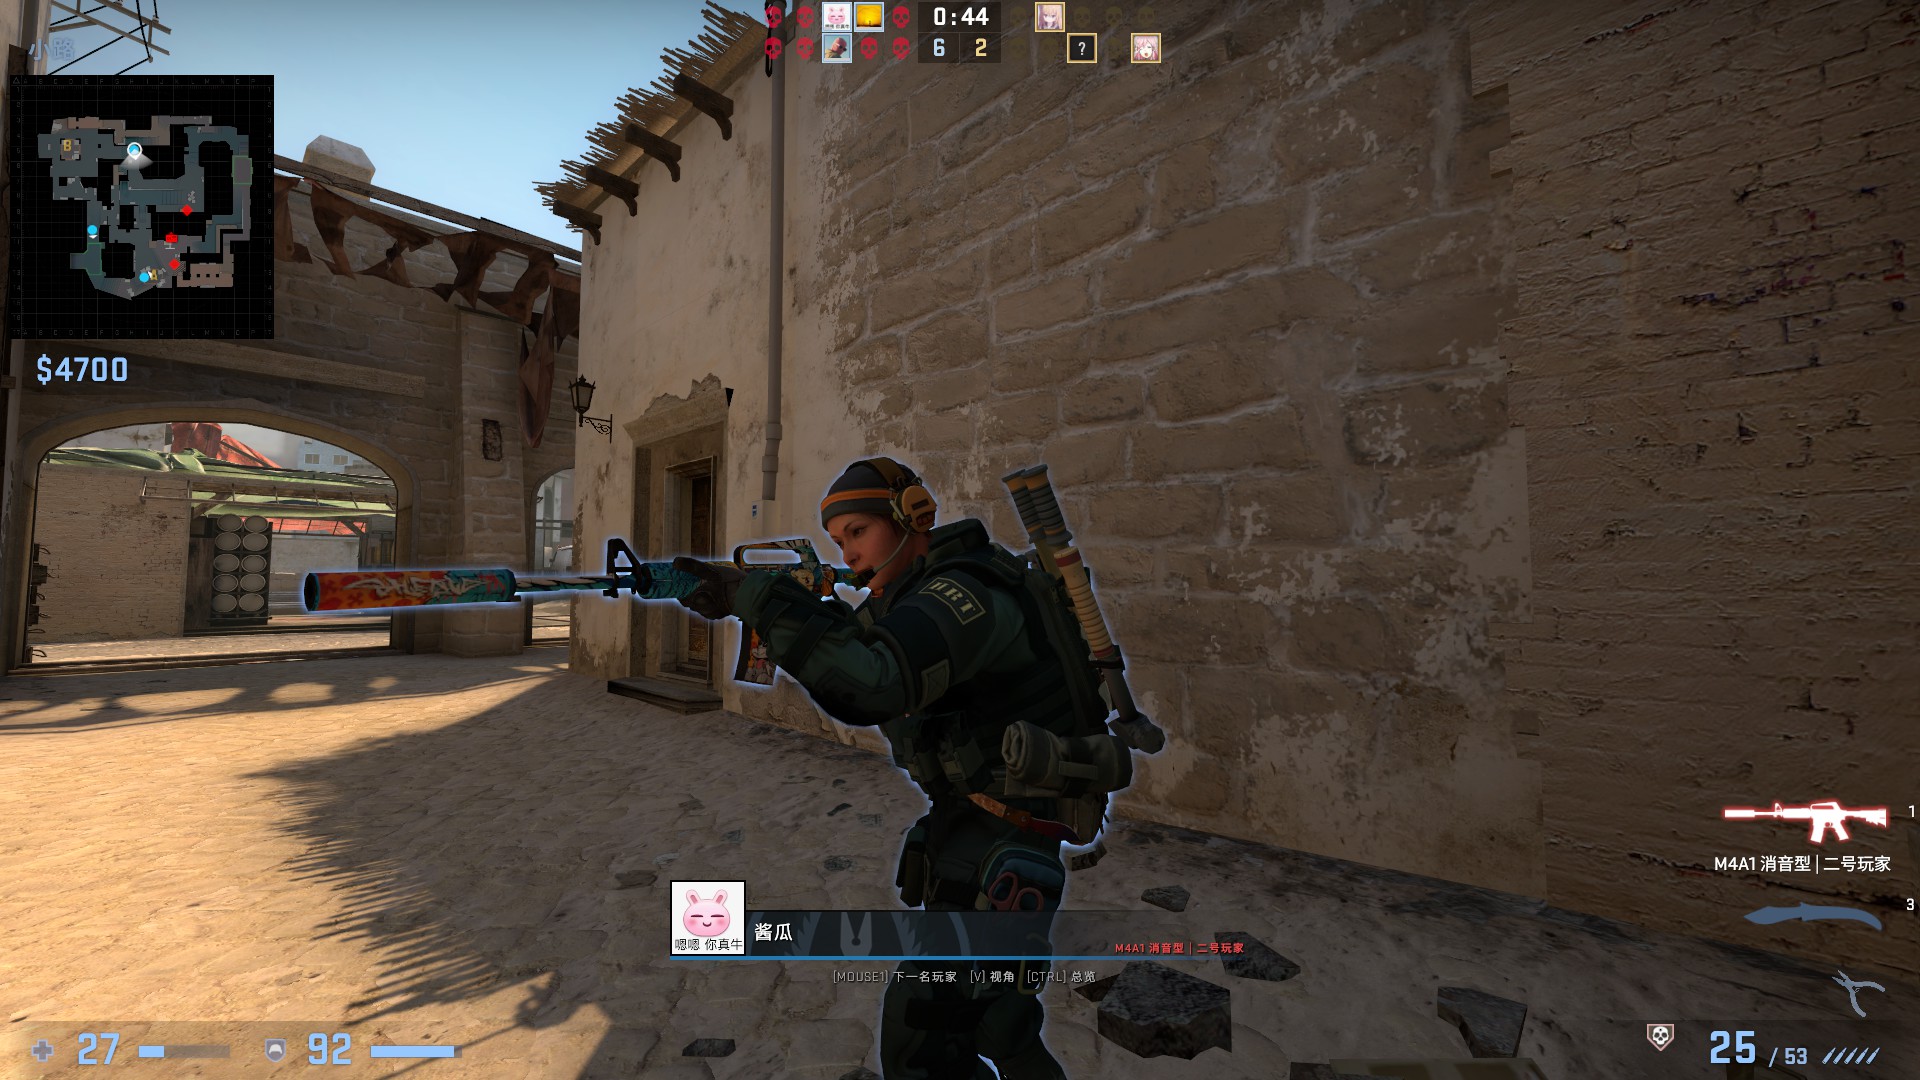 0:44
6 2
?
小路
B
A
$4700
HRT
1
M4A1 消音型 | 二号玩家
3
嗯嗯 你真牛
酱瓜
M4A1 消音型 | 二号玩家
[MOUSE1] 下一名玩家 [V] 视角 [CTRL] 总览
27
92
25 / 53